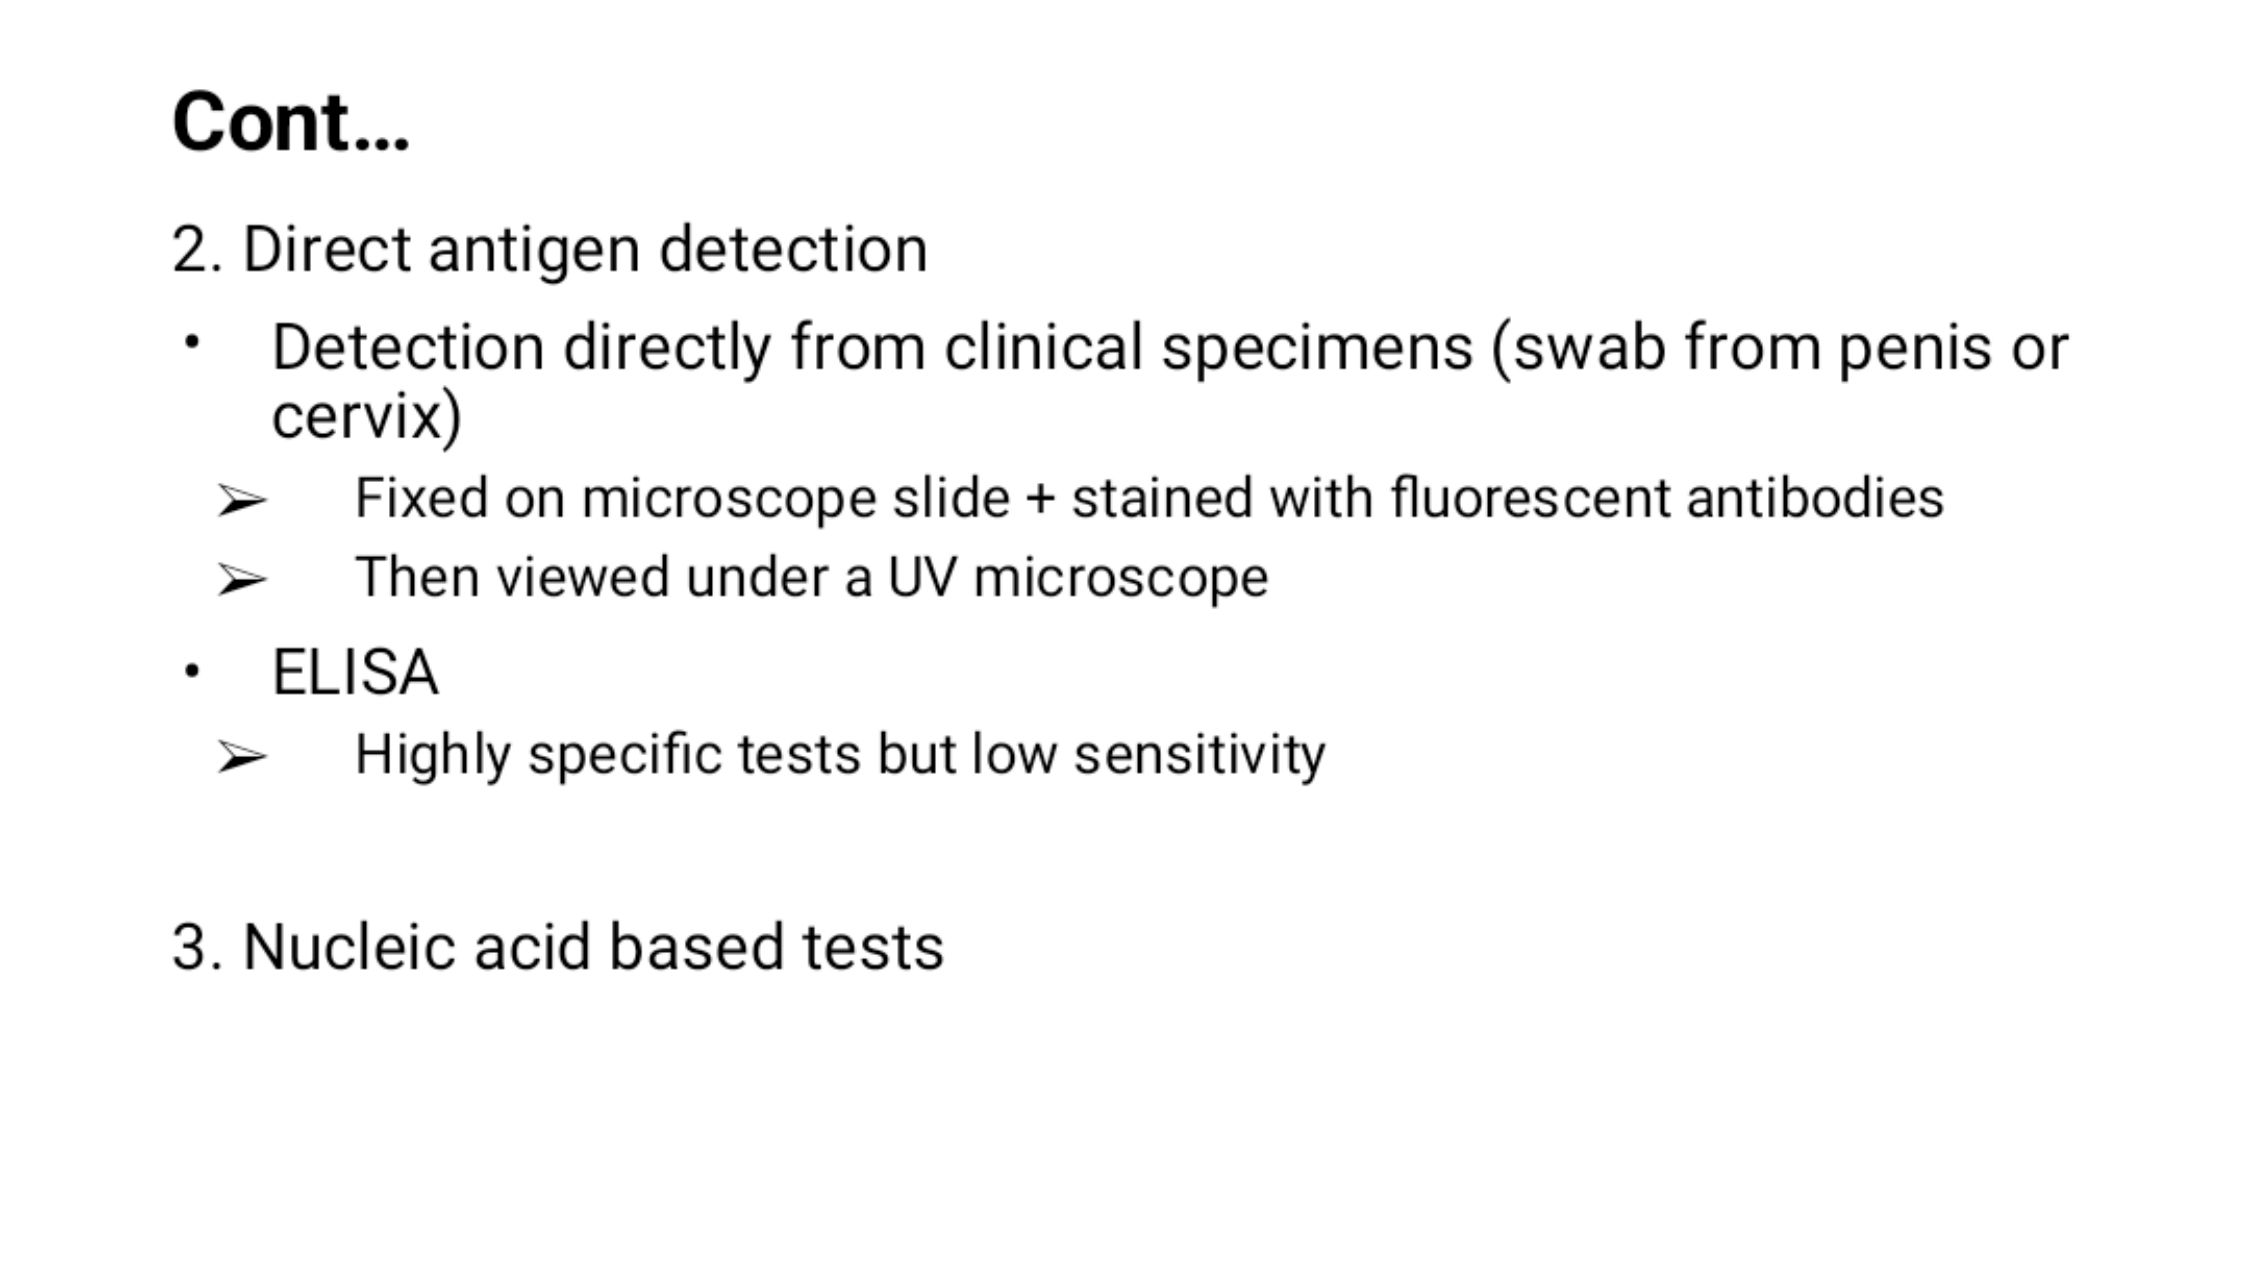 Cont…
2. Direct antigen detection
• Detection directly from clinical specimens (swab from penis or
cervix)
➢ Fixed on microscope slide + stained with fluorescent antibodies
➢ Then viewed under a UV microscope
• ELISA
➢ Highly specific tests but low sensitivity
3. Nucleic acid based tests